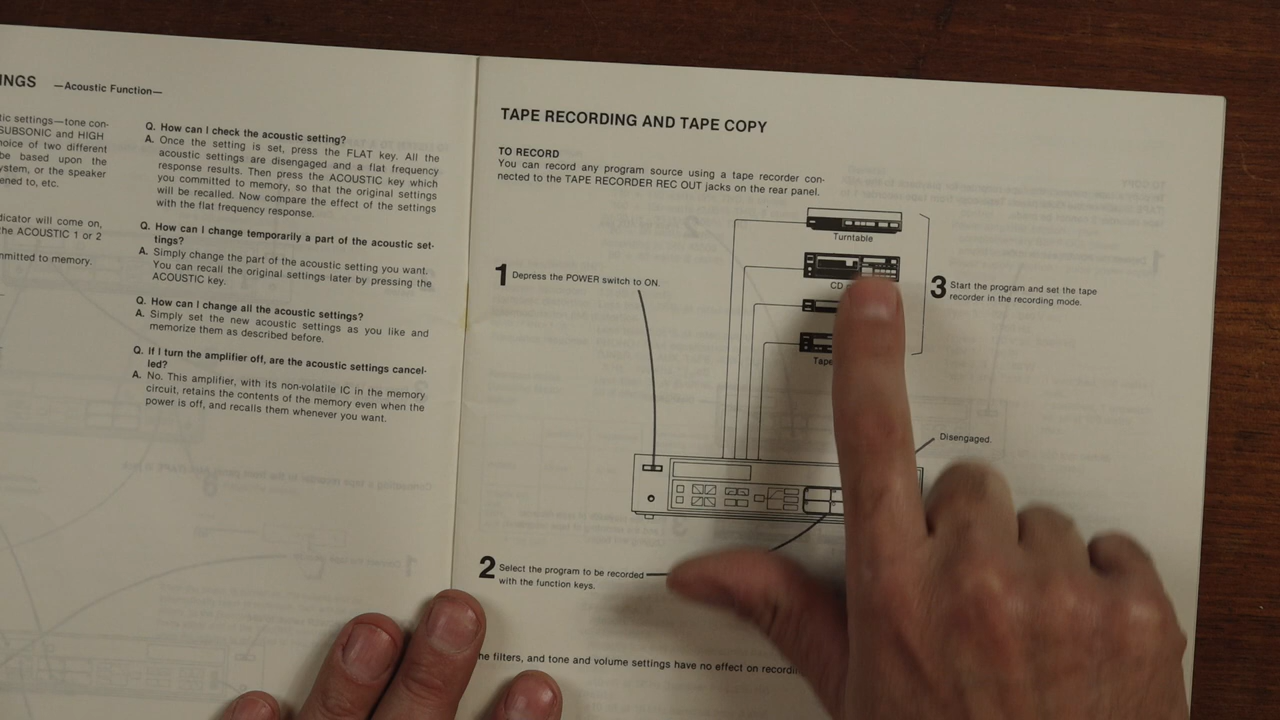 INGS —Acoustic Function—
tic settings—tone con-
SUBSONIC and HIGH
hoice of two different
be based upon the
ystem, or the speaker
ened to, etc.
dicator will come on,
he ACOUSTIC 1 or 2
mmitted to memory.
Q. How can I check the acoustic setting?
A. Once the setting is set, press the FLAT key. All the
acoustic settings are disengaged and a flat frequency
response results. Then press the ACOUSTIC key which
you committed to memory, so that the original settings
will be recalled. Now compare the effect of the settings
with the flat frequency response.
Q. How can I change temporarily a part of the acoustic set-
tings?
A. Simply change the part of the acoustic setting you want.
You can recall the original settings later by pressing the
ACOUSTIC key.
Q. How can I change all the acoustic settings?
A. Simply set the new acoustic settings as you like and
memorize them as described before.
Q. If I turn the amplifier off, are the acoustic settings cancel-
led?
A. No. This amplifier, with its non-volatile IC in the memory
circuit, retains the contents of the memory even when the
power is off, and recalls them whenever you want.
TAPE RECORDING AND TAPE COPY
TO RECORD
You can record any program source using a tape recorder con-
nected to the TAPE RECORDER REC OUT jacks on the rear panel.
Turntable
CD
Tape
1 Depress the POWER switch to ON.
3 Start the program and set the tape
recorder in the recording mode.
Disengaged.
2 Select the program to be recorded
with the function keys.
he filters, and tone and volume settings have no effect on recordin